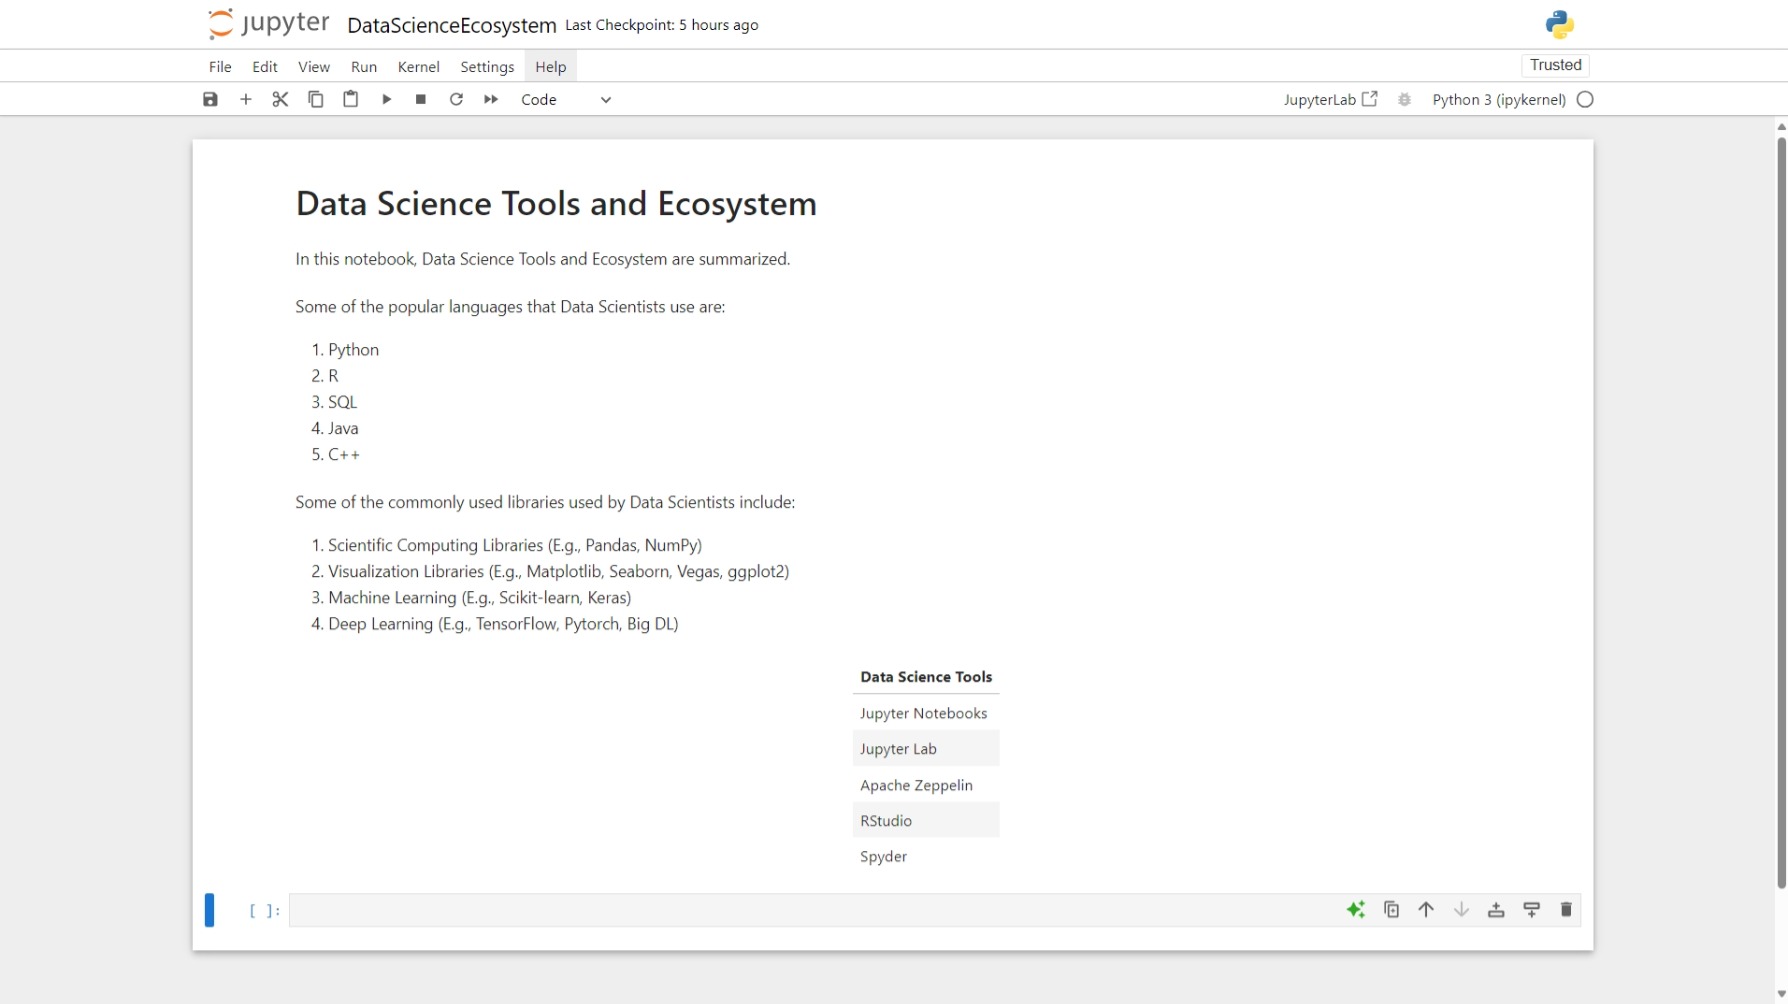 jupyter DataScienceEcosystem Last Checkpoint: 5 hours ago
File Edit View Run Kernel Settings Help Trusted
Code JupyterLab Python 3 (ipykernel)
Data Science Tools and Ecosystem
In this notebook, Data Science Tools and Ecosystem are summarized.
Some of the popular languages that Data Scientists use are:
1. Python
2. R
3. SQL
4. Java
5. C++
Some of the commonly used libraries used by Data Scientists include:
1. Scientific Computing Libraries (E.g., Pandas, NumPy)
2. Visualization Libraries (E.g., Matplotlib, Seaborn, Vegas, ggplot2)
3. Machine Learning (E.g., Scikit-learn, Keras)
4. Deep Learning (E.g., TensorFlow, Pytorch, Big DL)
Data Science Tools
Jupyter Notebooks
Jupyter Lab
Apache Zeppelin
RStudio
Spyder
[ ]: